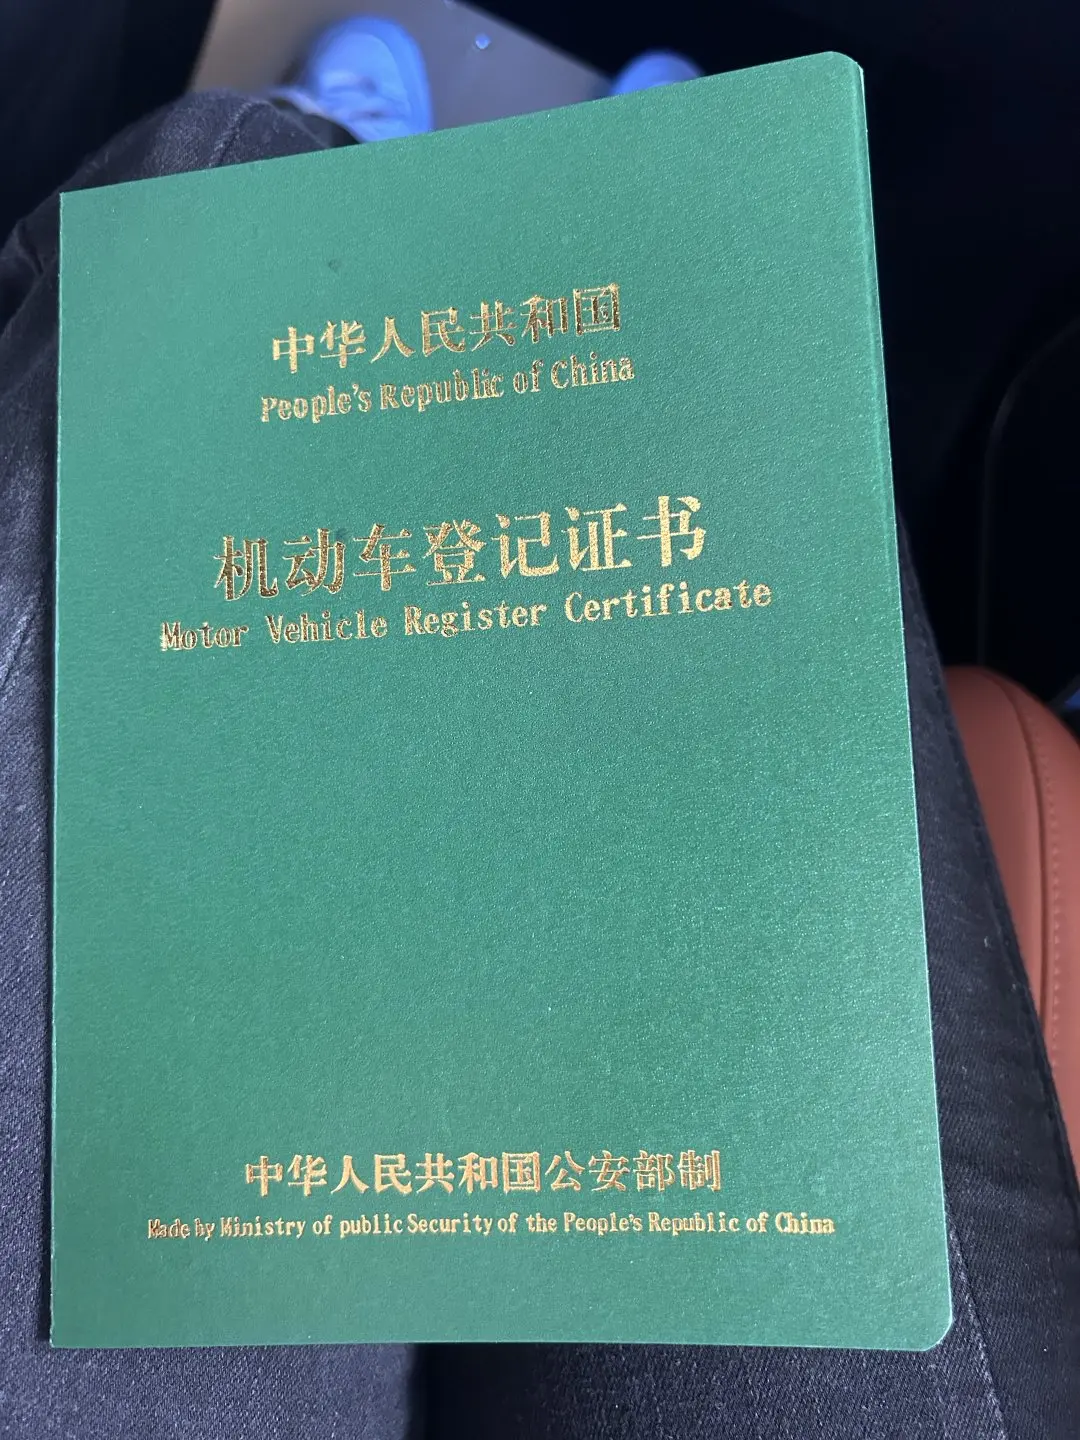 中华人民共和国
People's Republic of China
机动车登记证书
Motor Vehicle Register Certificate
中华人民共和国公安部制
Made by Ministry of public Security of the People's Republic of China